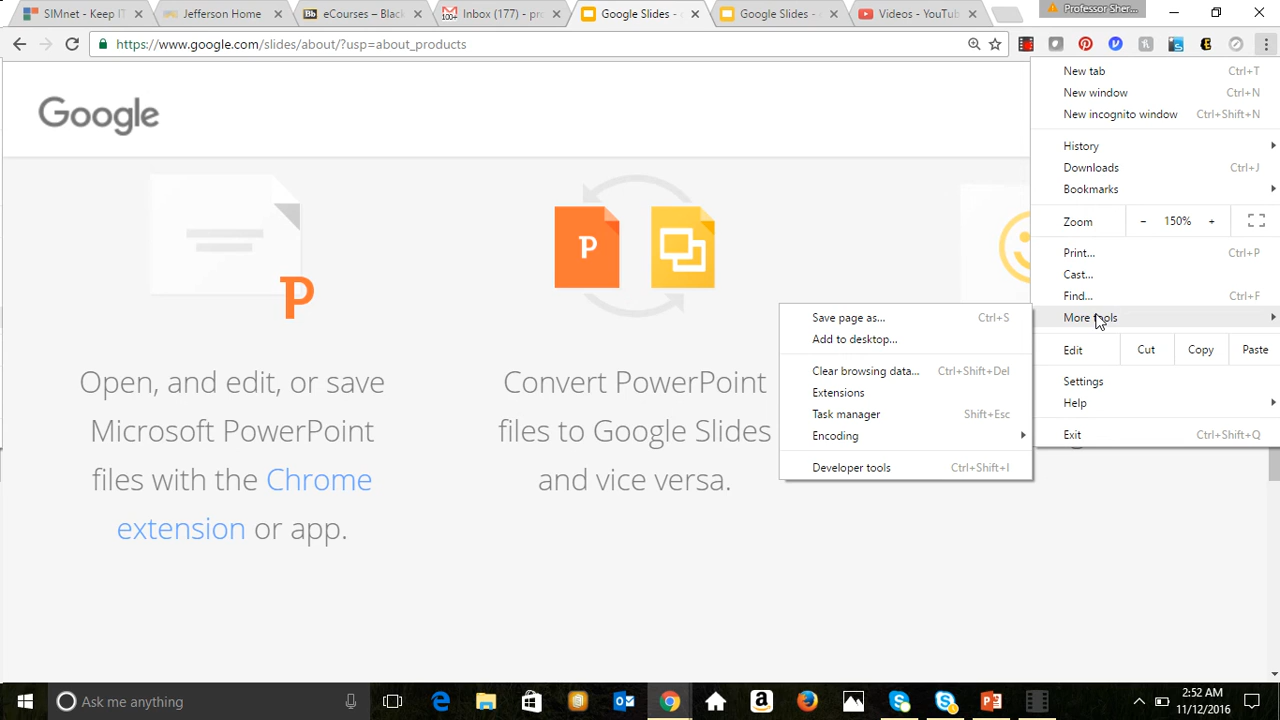 SIMnet - Keep IT
Jefferson Home
Bb eCourses – Black
100+ Inbox (177) - pro
Google Slides - c
Google Slides - c
Videos - YouTube
Professor Sher...
https://www.google.com/slides/about/?usp=about_products
Google
P
P
Open, and edit, or save
Microsoft PowerPoint
files with the Chrome
extension or app.
Convert PowerPoint
files to Google Slides
and vice versa.
New tab Ctrl+T
New window Ctrl+N
New incognito window Ctrl+Shift+N
History
Downloads Ctrl+J
Bookmarks
Zoom - 150% +
Print... Ctrl+P
Cast...
Find... Ctrl+F
More tools
Edit Cut Copy Paste
Settings
Help
Exit Ctrl+Shift+Q
Save page as... Ctrl+S
Add to desktop...
Clear browsing data... Ctrl+Shift+Del
Extensions
Task manager Shift+Esc
Encoding
Developer tools Ctrl+Shift+I
Ask me anything
2:52 AM
11/12/2016